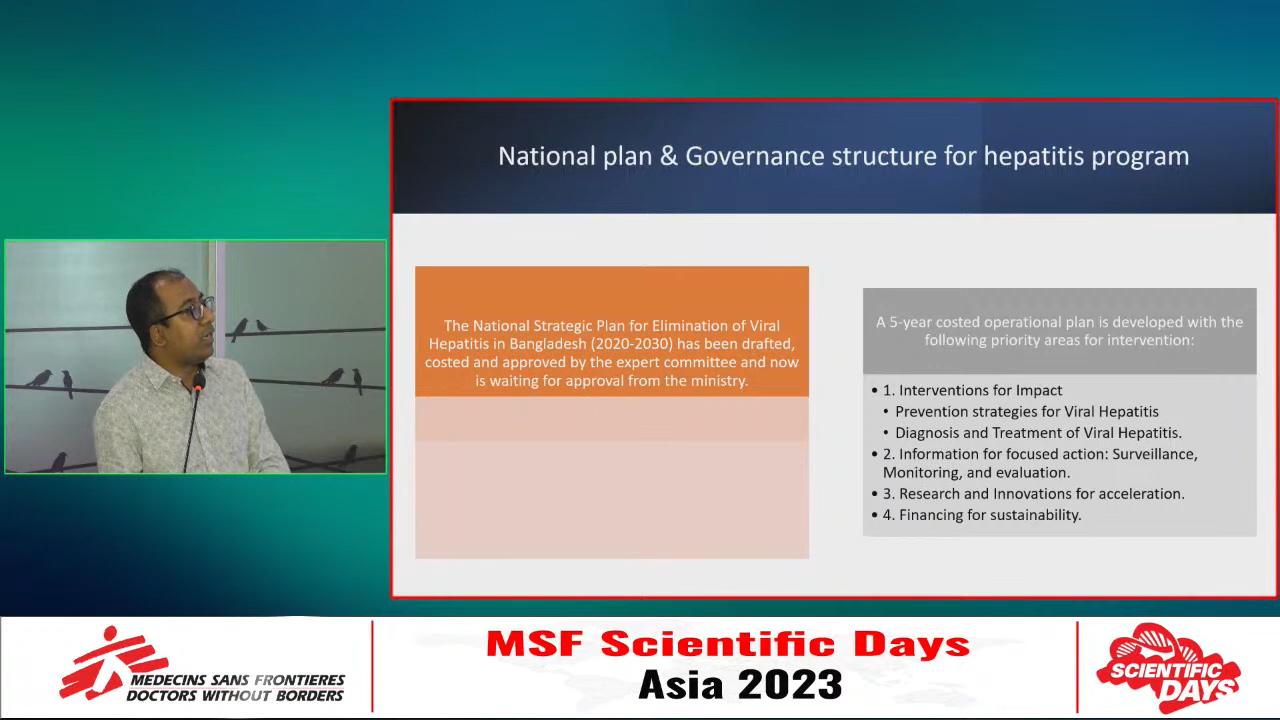 National plan & Governance structure for hepatitis program
The National Strategic Plan for Elimination of Viral
Hepatitis in Bangladesh (2020-2030) has been drafted,
costed and approved by the expert committee and now
is waiting for approval from the ministry.
A 5-year costed operational plan is developed with the
following priority areas for intervention:
• 1. Interventions for Impact
• Prevention strategies for Viral Hepatitis
• Diagnosis and Treatment of Viral Hepatitis.
• 2. Information for focused action: Surveillance,
Monitoring, and evaluation.
• 3. Research and Innovations for acceleration.
• 4. Financing for sustainability.
MEDECINS SANS FRONTIERES
DOCTORS WITHOUT BORDERS
MSF Scientific Days
Asia 2023
SCIENTIFIC
DAYS